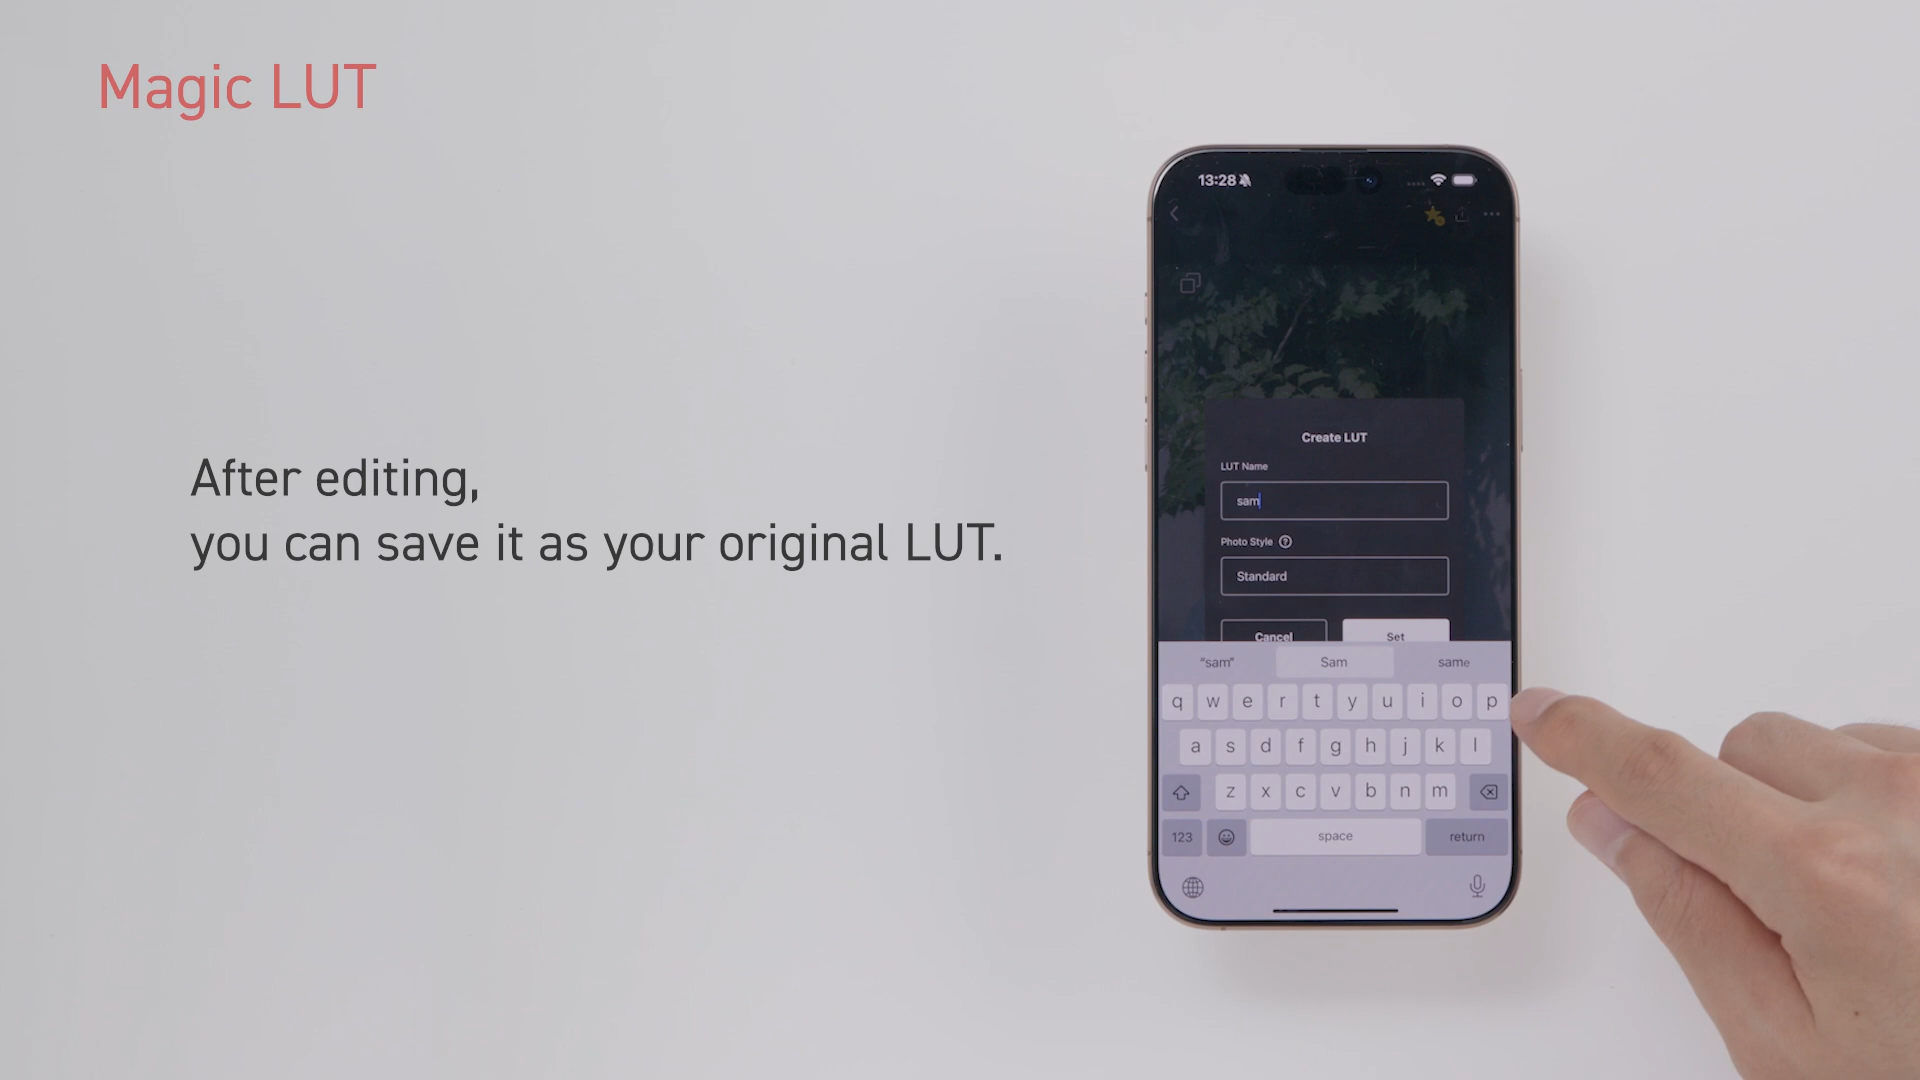 Magic LUT
After editing,
you can save it as your original LUT.
13:28
Create LUT
LUT Name
sam
Photo Style ?
Standard
Cancel Set
"sam" Sam same
q w e r t y u i o p
a s d f g h j k l
z x c v b n m
123 space return